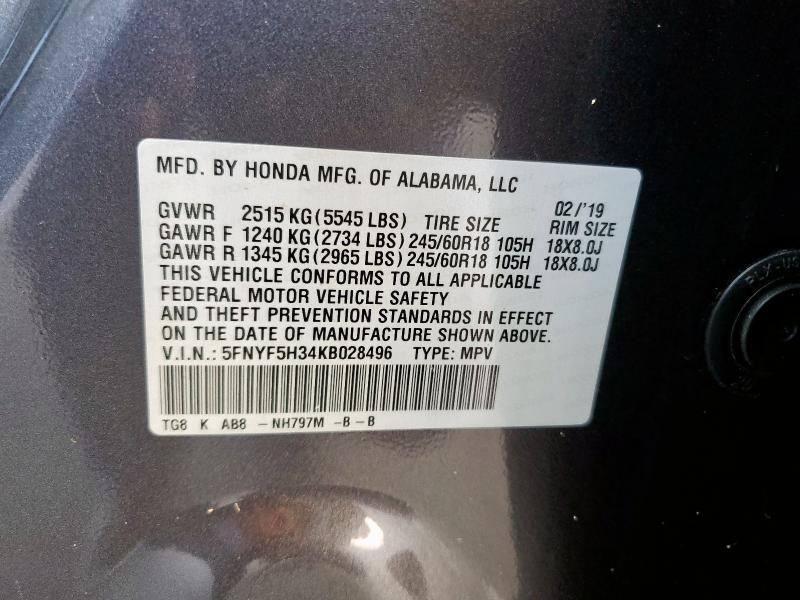 MFD. BY HONDA MFG. OF ALABAMA, LLC
02/'19
GVWR 2515 KG (5545 LBS) TIRE SIZE RIM SIZE
GAWR F 1240 KG (2734 LBS) 245/60R18 105H 18X8.0J
GAWR R 1345 KG (2965 LBS) 245/60R18 105H 18X8.0J
THIS VEHICLE CONFORMS TO ALL APPLICABLE
FEDERAL MOTOR VEHICLE SAFETY
AND THEFT PREVENTION STANDARDS IN EFFECT
ON THE DATE OF MANUFACTURE SHOWN ABOVE.
V.I.N.: 5FNYF5H34KB028496 TYPE: MPV
TG8 K AB8 -NH797M -B-B